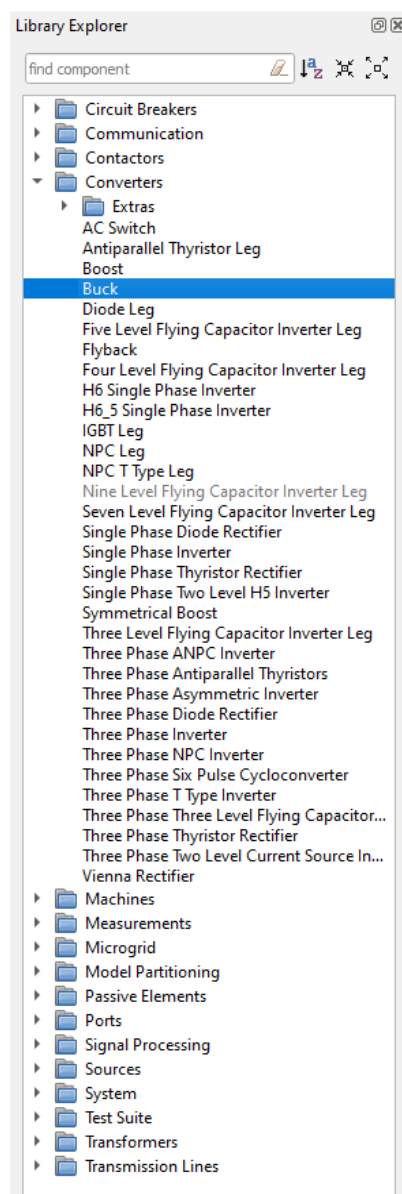 Library Explorer
find component
a
z
Circuit Breakers
Communication
Contactors
Converters
Extras
AC Switch
Antiparallel Thyristor Leg
Boost
Buck
Diode Leg
Five Level Flying Capacitor Inverter Leg
Flyback
Four Level Flying Capacitor Inverter Leg
H6 Single Phase Inverter
H6_5 Single Phase Inverter
IGBT Leg
NPC Leg
NPC T Type Leg
Nine Level Flying Capacitor Inverter Leg
Seven Level Flying Capacitor Inverter Leg
Single Phase Diode Rectifier
Single Phase Inverter
Single Phase Thyristor Rectifier
Single Phase Two Level H5 Inverter
Symmetrical Boost
Three Level Flying Capacitor Inverter Leg
Three Phase ANPC Inverter
Three Phase Antiparallel Thyristors
Three Phase Asymmetric Inverter
Three Phase Diode Rectifier
Three Phase Inverter
Three Phase NPC Inverter
Three Phase Six Pulse Cycloconverter
Three Phase T Type Inverter
Three Phase Three Level Flying Capacitor...
Three Phase Thyristor Rectifier
Three Phase Two Level Current Source In...
Vienna Rectifier
Machines
Measurements
Microgrid
Model Partitioning
Passive Elements
Ports
Signal Processing
Sources
System
Test Suite
Transformers
Transmission Lines